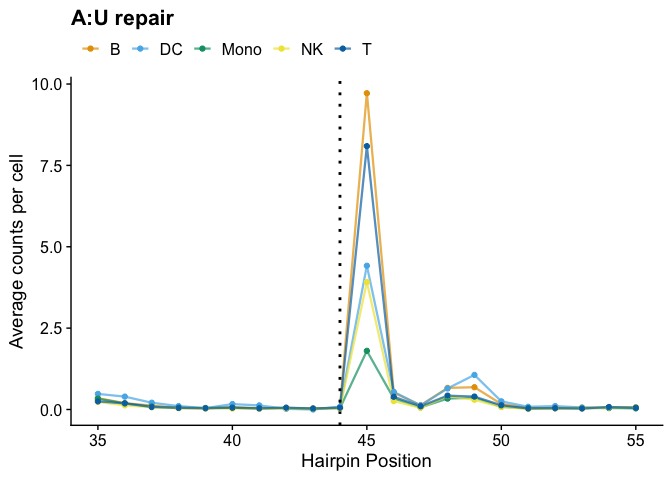 A:U repair
B DC Mono NK T
10.0
7.5
5.0
2.5
0.0
Average counts per cell
35 40 45 50 55
Hairpin Position